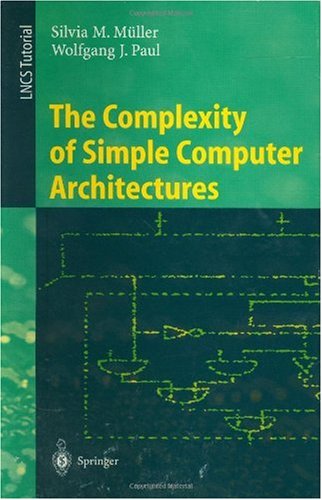 LNCS Tutorial
Silvia M. Müller
Wolfgang J. Paul
The Complexity
of Simple Computer
Architectures
Springer